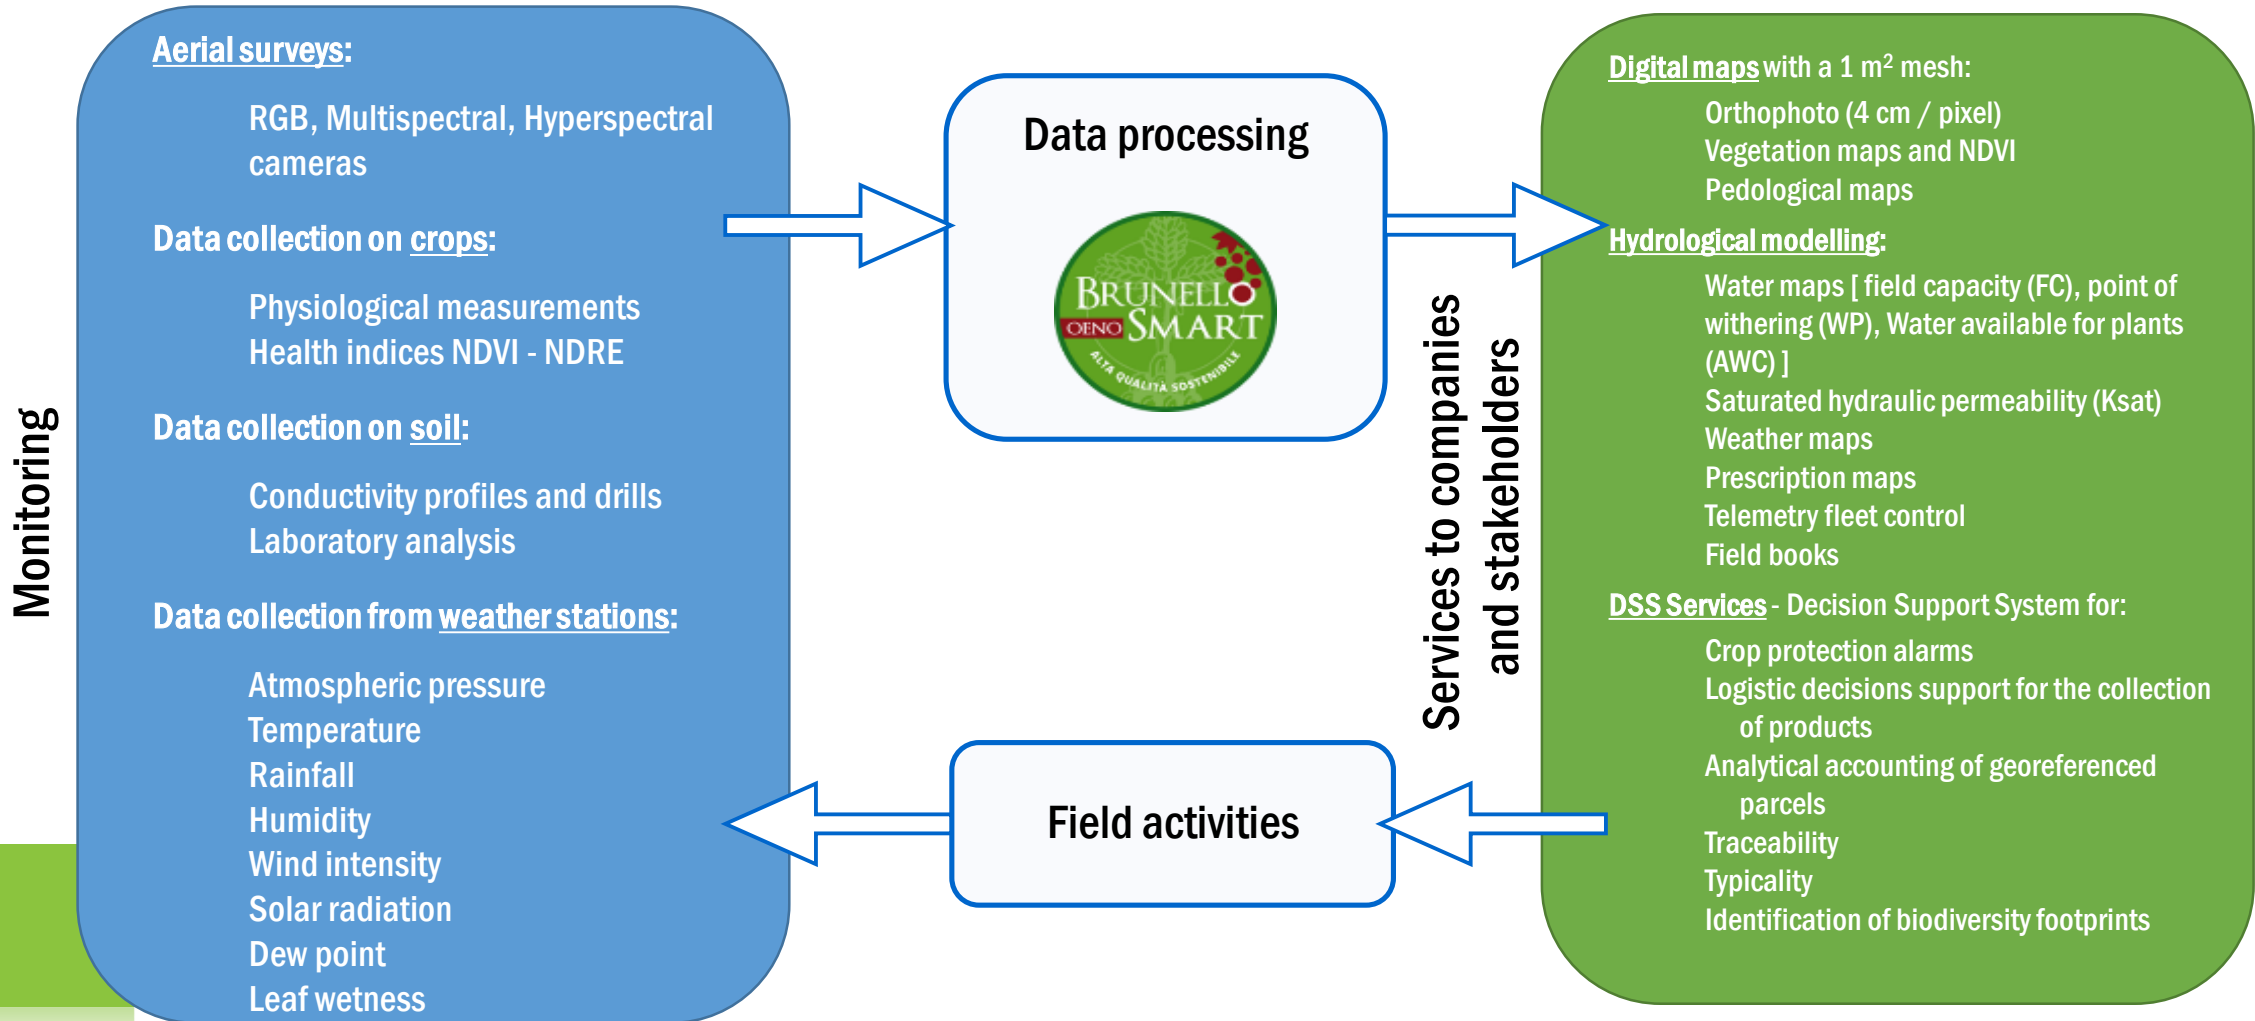 Monitoring
Aerial surveys:
RGB, Multispectral, Hyperspectral
cameras
Data collection on crops:
Physiological measurements
Health indices NDVI - NDRE
Data collection on soil:
Conductivity profiles and drills
Laboratory analysis
Data collection from weather stations:
Atmospheric pressure
Temperature
Rainfall
Humidity
Wind intensity
Solar radiation
Dew point
Leaf wetness
Data processing
BRUNELLO
OENO SMART
ALTA QUALITÀ SOSTENIBILE
Field activities
Services to companies
and stakeholders
Digital maps with a 1 m² mesh:
Orthophoto (4 cm / pixel)
Vegetation maps and NDVI
Pedological maps
Hydrological modelling:
Water maps [ field capacity (FC), point of
withering (WP), Water available for plants
(AWC) ]
Saturated hydraulic permeability (Ksat)
Weather maps
Prescription maps
Telemetry fleet control
Field books
DSS Services - Decision Support System for:
Crop protection alarms
Logistic decisions support for the collection
of products
Analytical accounting of georeferenced
parcels
Traceability
Typicality
Identification of biodiversity footprints